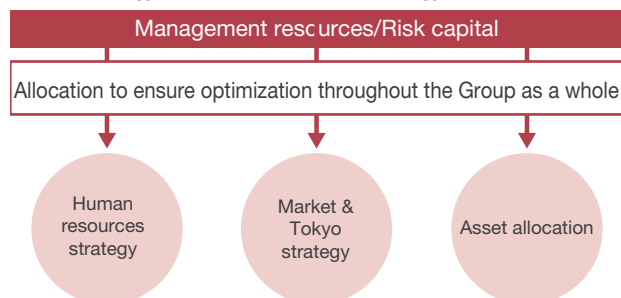 Management resources/Risk capital
Allocation to ensure optimization throughout the Group as a whole
Human
resources
strategy
Market &
Tokyo
strategy
Asset allocation